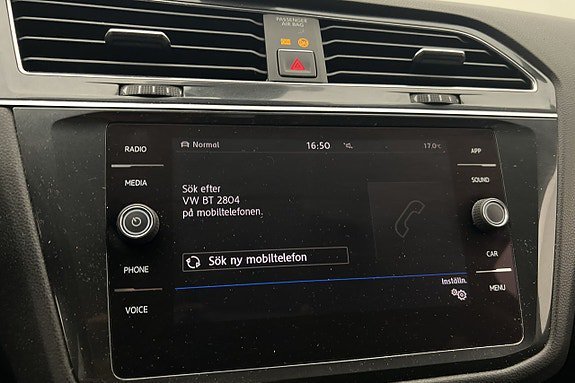 PASSENGER
AIR BAG
RADIO
MEDIA
PHONE
VOICE
Normal
16:50
17.0°C
Sök efter
VW BT 2804
på mobiltelefonen.
Sök ny mobiltelefon
Inställn.
APP
SOUND
CAR
MENU